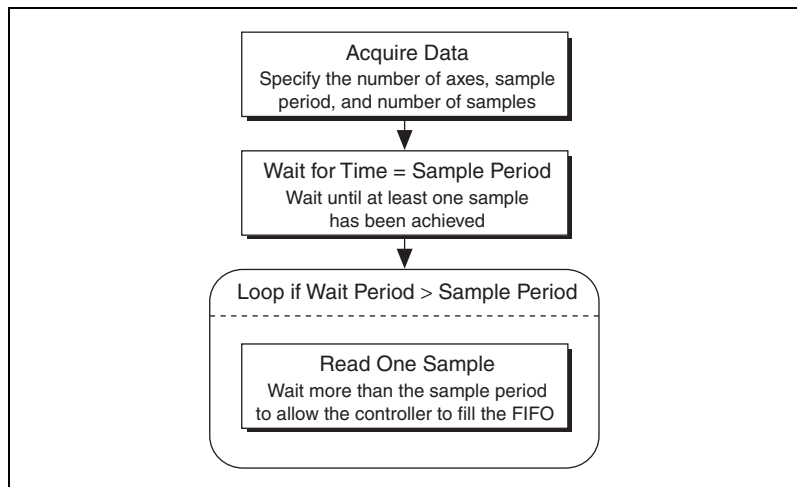 Acquire Data
Specify the number of axes, sample
period, and number of samples
Wait for Time = Sample Period
Wait until at least one sample
has been achieved
Loop if Wait Period > Sample Period
Read One Sample
Wait more than the sample period
to allow the controller to fill the FIFO